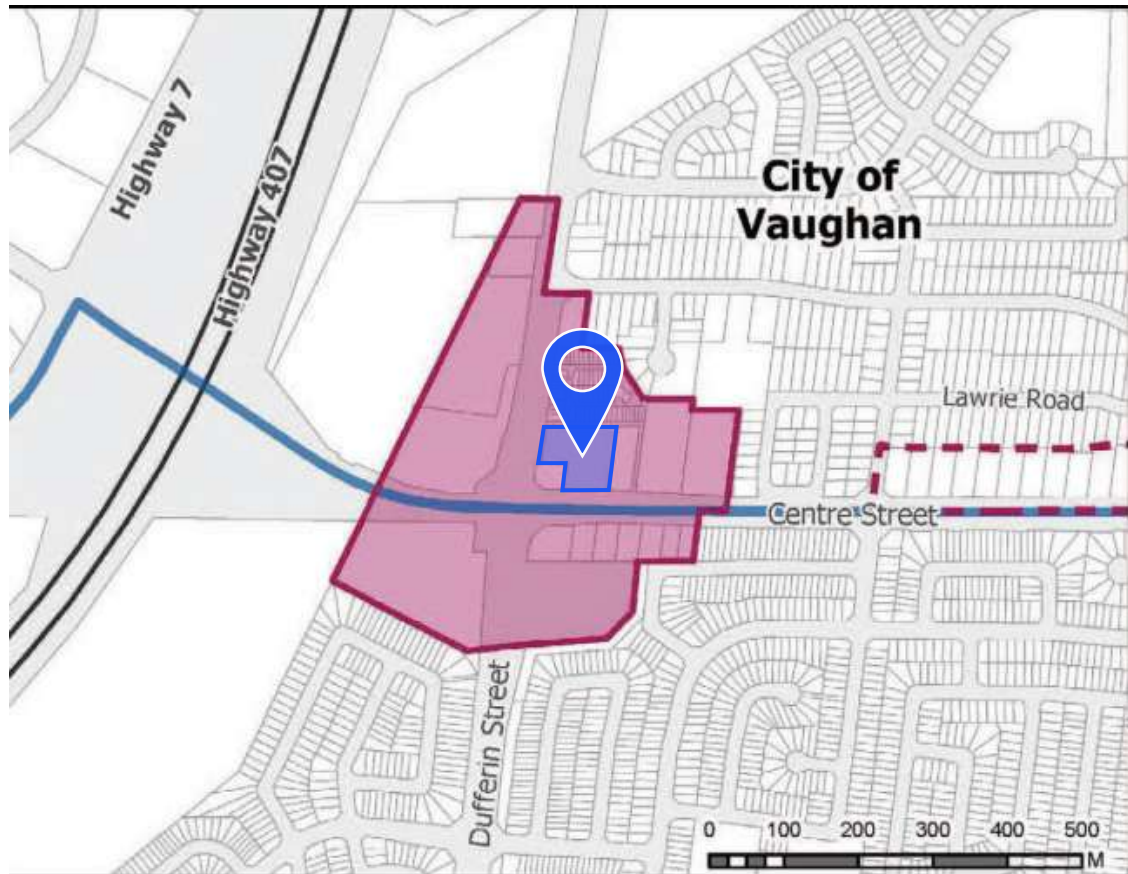 Highway 7
Highway 407
City of
Vaughan
Lawrie Road
Centre Street
Dufferin Street
0 100 200 300 400 500
M